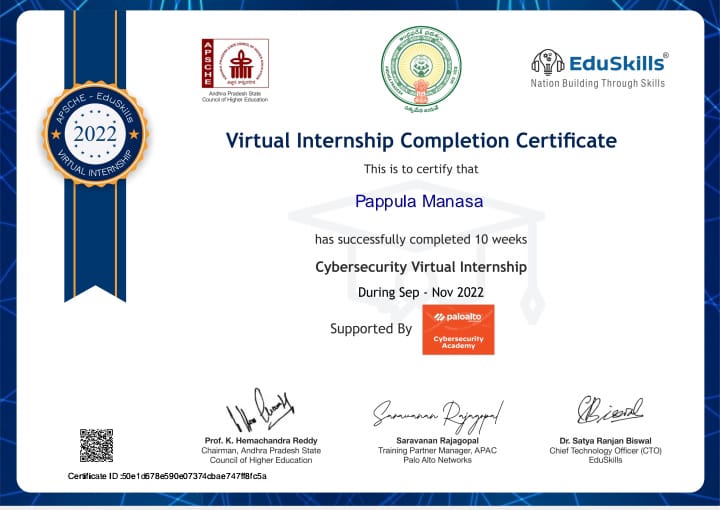 APSCHE
Andhra Pradesh State
Council of Higher Education
EduSkills®
Nation Building Through Skills
APSCHE - EduSkills
2022
VIRTUAL INTERNSHIP
Virtual Internship Completion Certificate
This is to certify that
Pappula Manasa
has successfully completed 10 weeks
Cybersecurity Virtual Internship
During Sep - Nov 2022
Supported By
paloalto
Cybersecurity
Academy
Prof. K. Hemachandra Reddy
Chairman, Andhra Pradesh State
Council of Higher Education
Saravanan Rajagopal
Saravanan Rajagopal
Training Partner Manager, APAC
Palo Alto Networks
Dr. Satya Ranjan Biswal
Chief Technology Officer (CTO)
EduSkills
Certificate ID :50e1d678e590e07374cbae747ff8fc5a